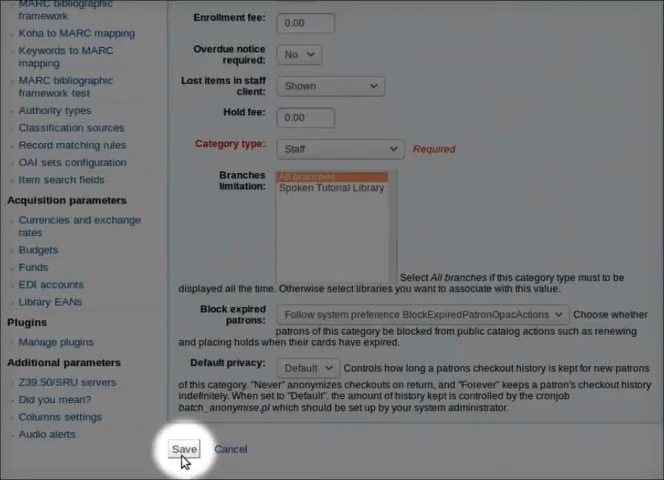 MARC bibliographic
framework
Koha to MARC mapping
Keywords to MARC
mapping
MARC bibliographic
framework test
Authority types
Classification sources
Record matching rules
OAI sets configuration
Item search fields
Acquisition parameters
Currencies and exchange
rates
Budgets
Funds
EDI accounts
Library EANs
Plugins
Manage plugins
Additional parameters
Z39.50/SRU servers
Did you mean?
Columns settings
Audio alerts
Enrollment fee: 0.00
Overdue notice
required: No
Lost items in staff
client: Shown
Hold fee: 0.00
Category type: Staff Required
Branches
limitation:
All branches
Spoken Tutorial Library
Select All branches if this category type must to be
displayed all the time. Otherwise select libraries you want to associate with this value.
Block expired
patrons: Follow system preference BlockExpiredPatronOpacActions Choose whether
patrons of this category be blocked from public catalog actions such as renewing
and placing holds when their cards have expired.
Default privacy: Default Controls how long a patrons checkout history is kept for new patrons
of this category. "Never" anonymizes checkouts on return, and "Forever" keeps a patron's checkout history
indefinitely. When set to "Default", the amount of history kept is controlled by the cronjob
batch_anonymise.pl which should be set up by your system administrator.
Save Cancel